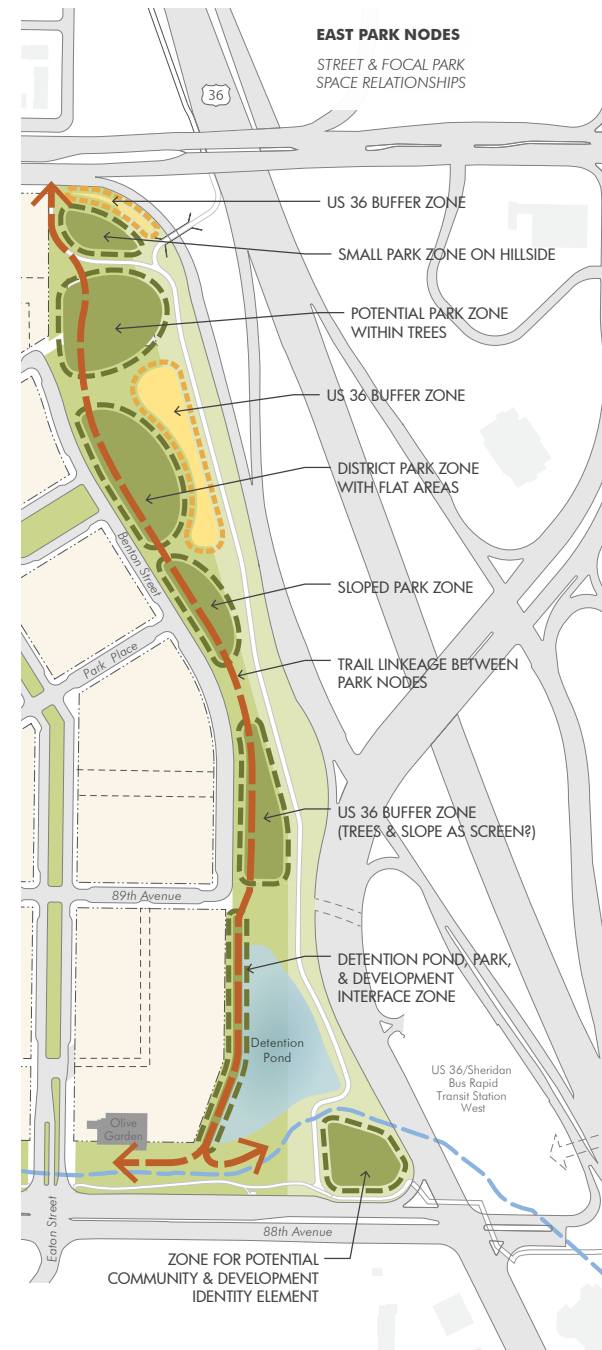 EAST PARK NODES
STREET & FOCAL PARK
SPACE RELATIONSHIPS
36
US 36 BUFFER ZONE
SMALL PARK ZONE ON HILLSIDE
POTENTIAL PARK ZONE
WITHIN TREES
US 36 BUFFER ZONE
DISTRICT PARK ZONE
WITH FLAT AREAS
Benton Street
SLOPED PARK ZONE
Park Place
TRAIL LINKEAGE BETWEEN
PARK NODES
US 36 BUFFER ZONE
(TREES & SLOPE AS SCREEN?)
89th Avenue
DETENTION POND, PARK,
& DEVELOPMENT
INTERFACE ZONE
Detention
Pond
US 36/Sheridan
Bus Rapid
Transit Station
West
Olive
Garden
Eaton Street
88th Avenue
ZONE FOR POTENTIAL
COMMUNITY & DEVELOPMENT
IDENTITY ELEMENT